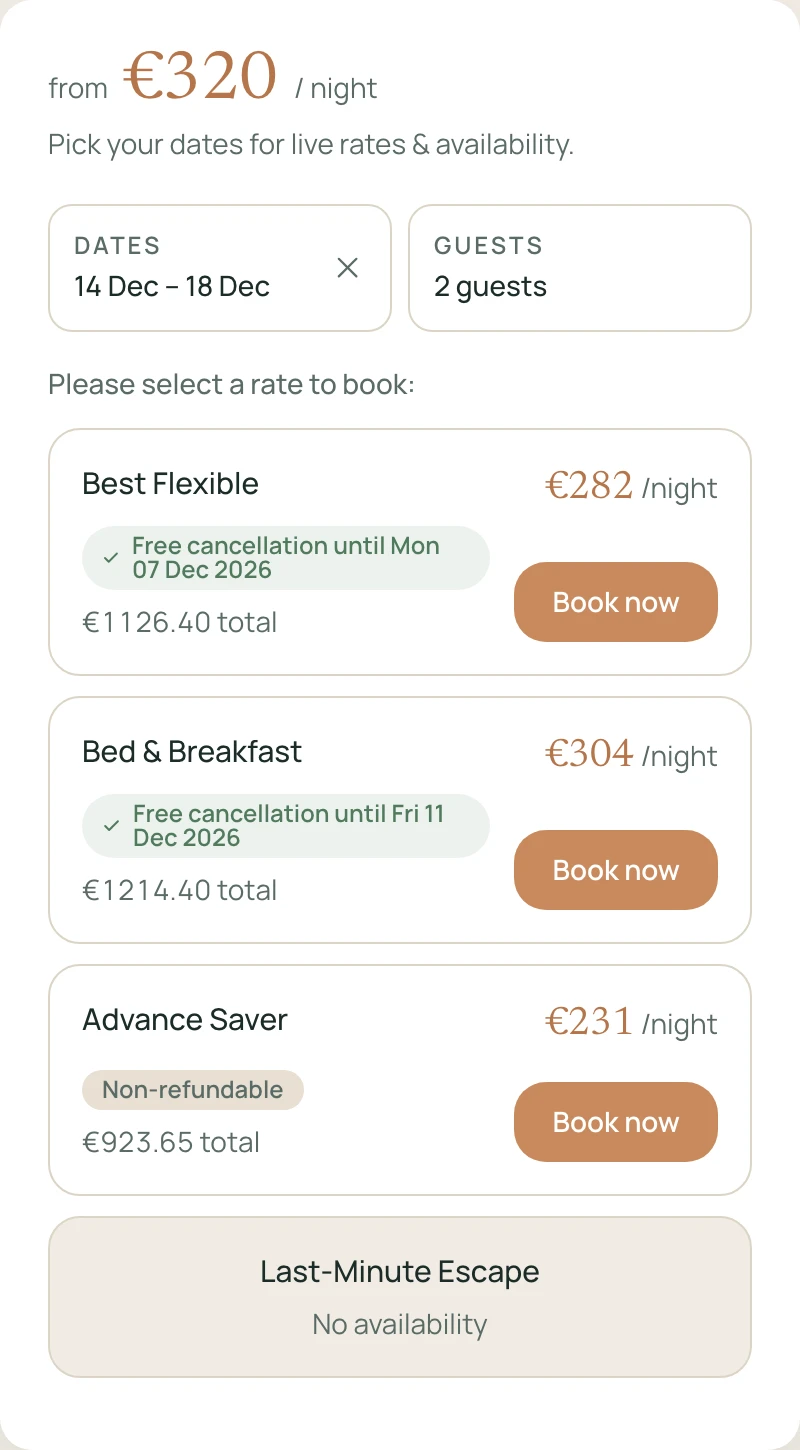 from €320 / night
Pick your dates for live rates & availability.
DATES
14 Dec – 18 Dec
GUESTS
2 guests
Please select a rate to book:
Best Flexible
€282 /night
Free cancellation until Mon
07 Dec 2026
€1126.40 total
Book now
Bed & Breakfast
€304 /night
Free cancellation until Fri 11
Dec 2026
€1214.40 total
Book now
Advance Saver
€231 /night
Non-refundable
€923.65 total
Book now
Last-Minute Escape
No availability